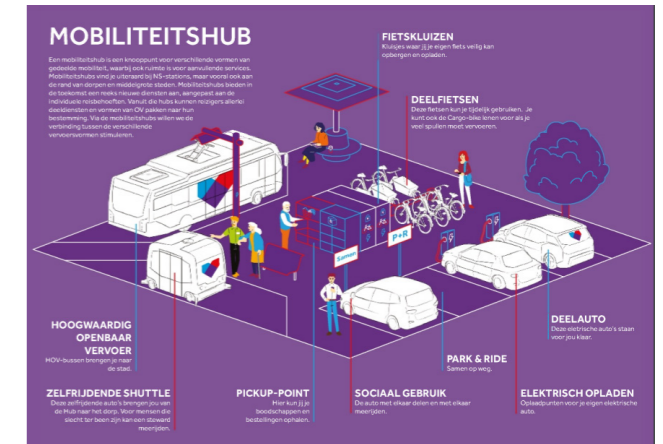 MOBILITEITSHUB
Een mobiliteitshub is een knooppunt voor verschillende vormen van
gedeelde mobiliteit, waarbij ook ruimte is voor aanvullende services.
Mobiliteitshubs vind je uiteraard bij NS-stations, maar vooral ook aan
de rand van dorpen en middelgrote steden. Mobiliteitshubs bieden in
de toekomst een reeks nieuwe diensten aan, aangepast aan de
individuele reisbehoeften. Vanuit die hubs kunnen reizigers allerlei
deeldiensten en vormen van OV pakken naar hun
bestemming. Via de mobiliteitshubs willen we de
verbinding tussen de verschillende
vervoersvormen stimuleren.
FIETSKLUIZEN
Kluisjes waar jij je eigen fiets veilig kan
opbergen en opladen.
DEELFIETSEN
Deze fietsen kun je tijdelijk gebruiken. Je
kunt ook de Cargo-bike lenen voor als je
veel spullen moet vervoeren.
P+R
Samen
HOOGWAARDIG
OPENBAAR
VERVOER
HOV-bussen brengen je naar
de stad.
DEELAUTO
Deze eletrische auto's staan
voor jou klaar.
PARK & RIDE
Samen op weg.
ZELFRIJDENDE SHUTTLE
Deze zelfrijdende auto's brengen jou van
de Hub naar het dorp. Voor mensen die
slecht ter been zijn kan een steward
meerijden.
PICKUP-POINT
Hier kun jij je
boodschappen en
bestellingen ophalen.
SOCIAAL GEBRUIK
De auto met elkaar delen en met elkaar
meerijden.
ELEKTRISCH OPLADEN
Oplaadpunten voor je eigen elektrische
auto.